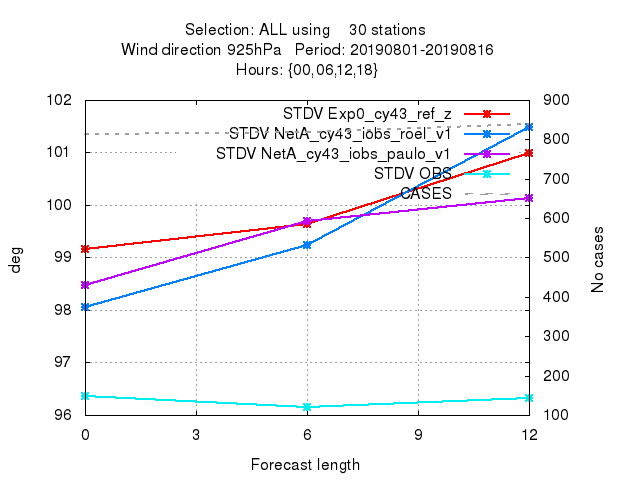 Selection: ALL using 30 stations
Wind direction 925hPa Period: 20190801-20190816
Hours: {00,06,12,18}
102
101
100
99
98
97
96
deg
900
800
700
600
500
400
300
200
100
No cases
STDV Exp0_cy43_ref_z
STDV NetA_cy43_iobs_roel_v1
STDV NetA_cy43_iobs_paulo_v1
STDV OBS
CASES
0 3 6 9 12
Forecast length